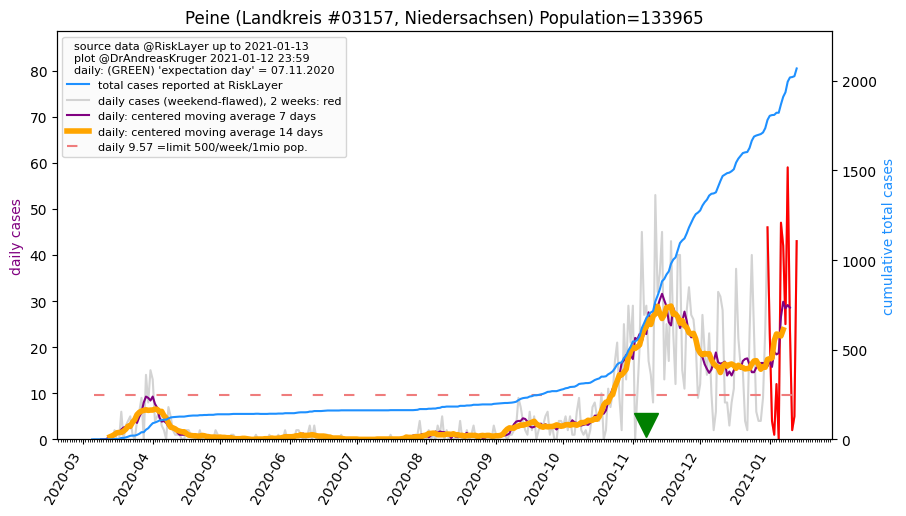 Peine (Landkreis #03157, Niedersachsen) Population=133965
source data @RiskLayer up to 2021-01-13
plot @DrAndreasKruger 2021-01-12 23:59
daily: (GREEN) 'expectation day' = 07.11.2020
total cases reported at RiskLayer
daily cases (weekend-flawed), 2 weeks: red
daily: centered moving average 7 days
daily: centered moving average 14 days
daily 9.57 =limit 500/week/1mio pop.
daily cases
80
70
60
50
40
30
20
10
0
cumulative total cases
2000
1500
1000
500
0
2020-03
2020-04
2020-05
2020-06
2020-07
2020-08
2020-09
2020-10
2020-11
2020-12
2021-01